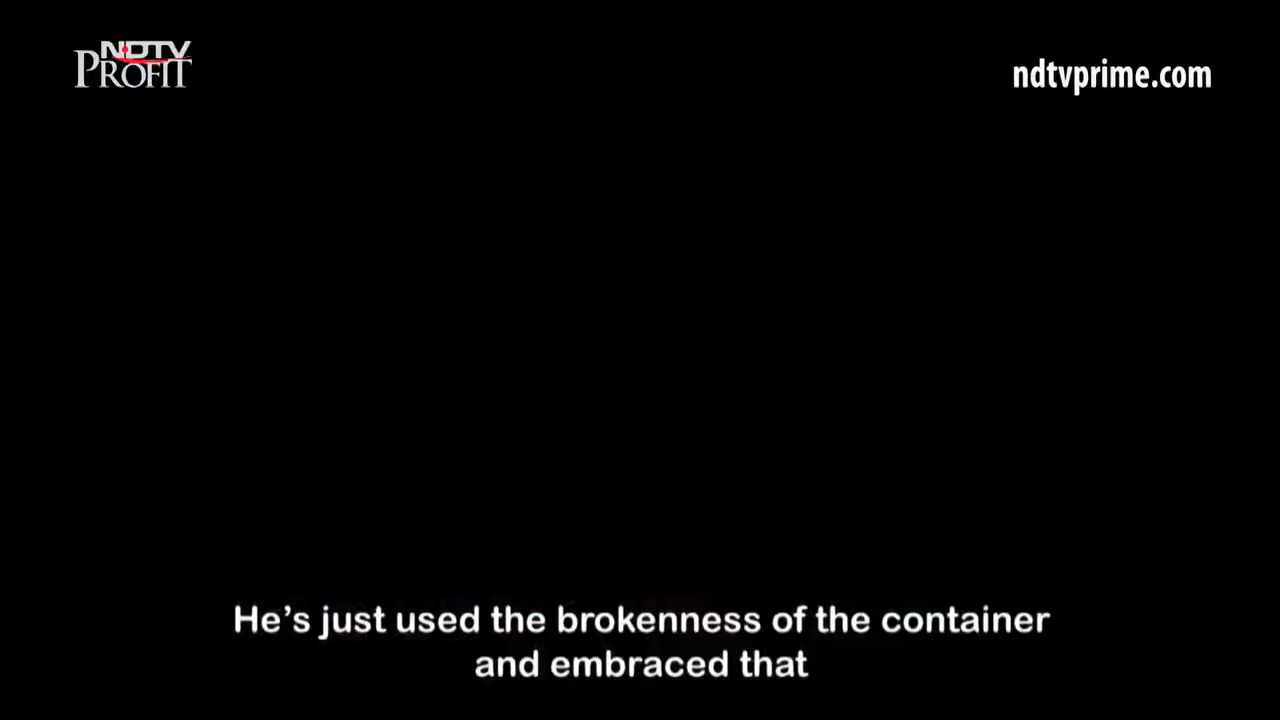 NDTV
PROFIT
ndtvprime.com
He’s just used the brokenness of the container
and embraced that